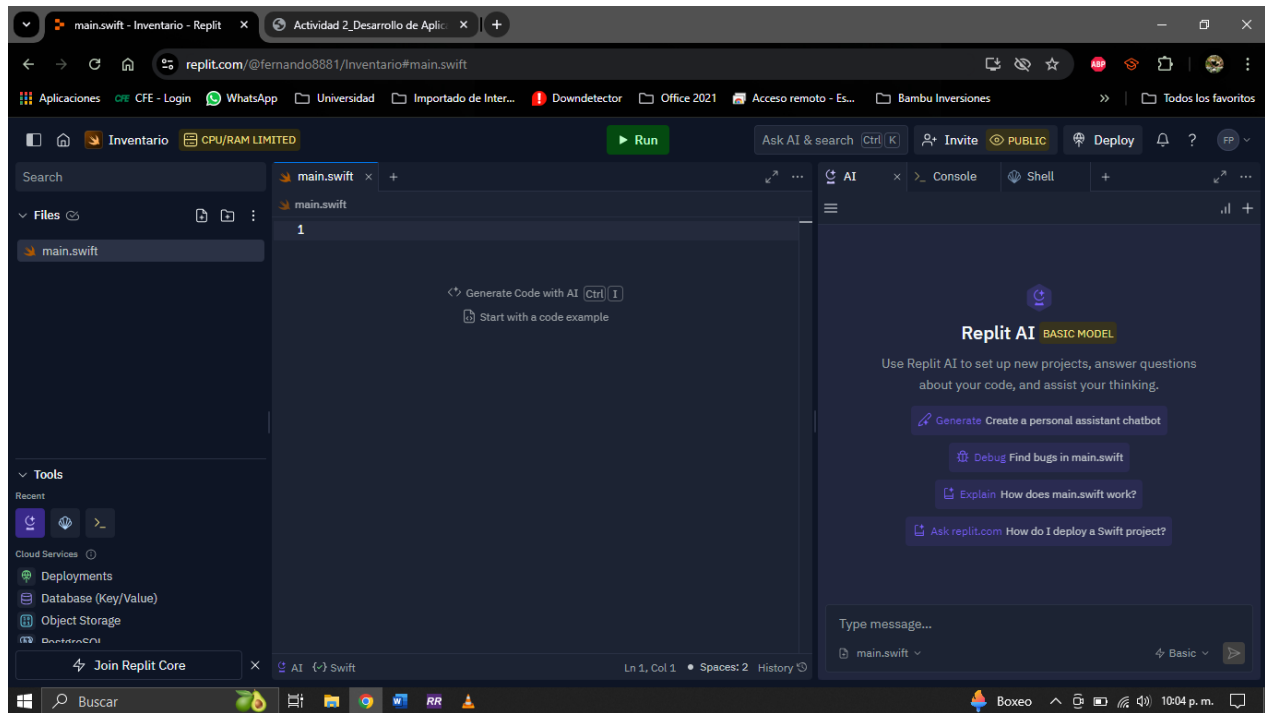 main.swift - Inventario - Replit
Actividad 2_Desarrollo de Aplic
replit.com/@fernando8881/Inventario#main.swift
ABP
Aplicaciones
CFE CFE - Login
WhatsApp
Universidad
Importado de Inter...
Downdetector
Office 2021
Acceso remoto - Es...
Bambu Inversiones
Todos los favoritos
Inventario
CPU/RAM LIMITED
Run
Ask AI & search Ctrl K
Invite
PUBLIC
Deploy
?
FP
Search
main.swift
AI
Console
Shell
Files
main.swift
main.swift
1
Generate Code with AI Ctrl I
Start with a code example
Replit AI BASIC MODEL
Use Replit AI to set up new projects, answer questions
about your code, and assist your thinking.
Generate Create a personal assistant chatbot
Debug Find bugs in main.swift
Explain How does main.swift work?
Ask replit.com How do I deploy a Swift project?
Tools
Recent
Cloud Services
Deployments
Database (Key/Value)
Object Storage
PostgreSQL
Join Replit Core
AI
Swift
Ln 1, Col 1
Spaces: 2
History
Type message...
main.swift
Basic
Buscar
RR
Boxeo
10:04 p. m.